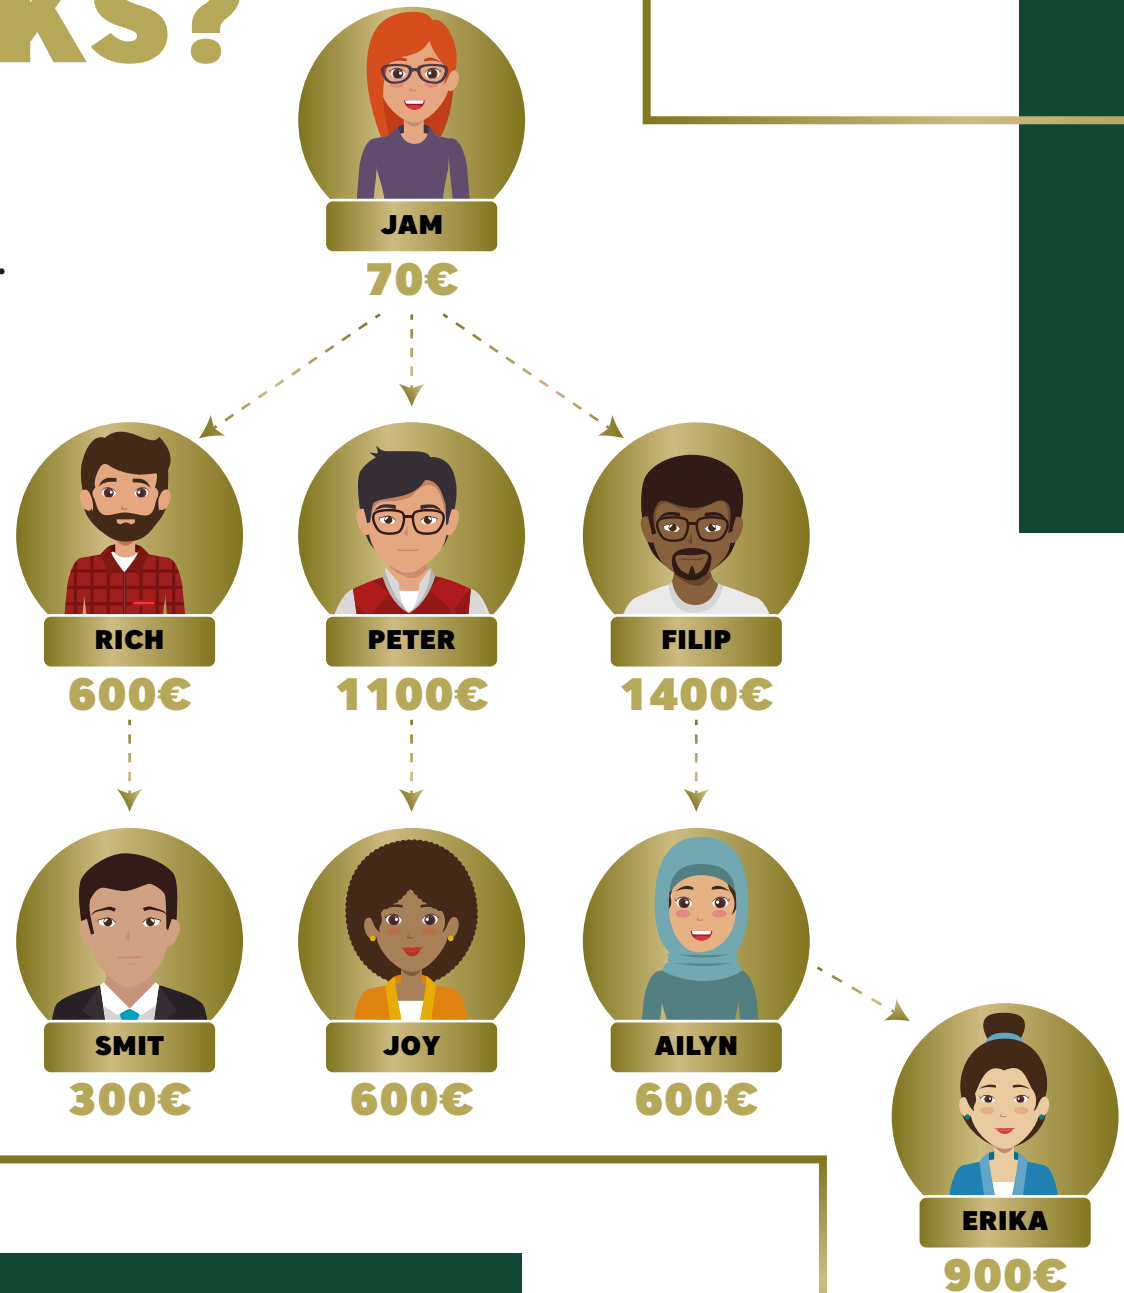 KS?
JAM
70€
RICH
PETER
FILIP
600€
1100€
1400€
SMIT
JOY
AILYN
300€
600€
600€
ERIKA
900€